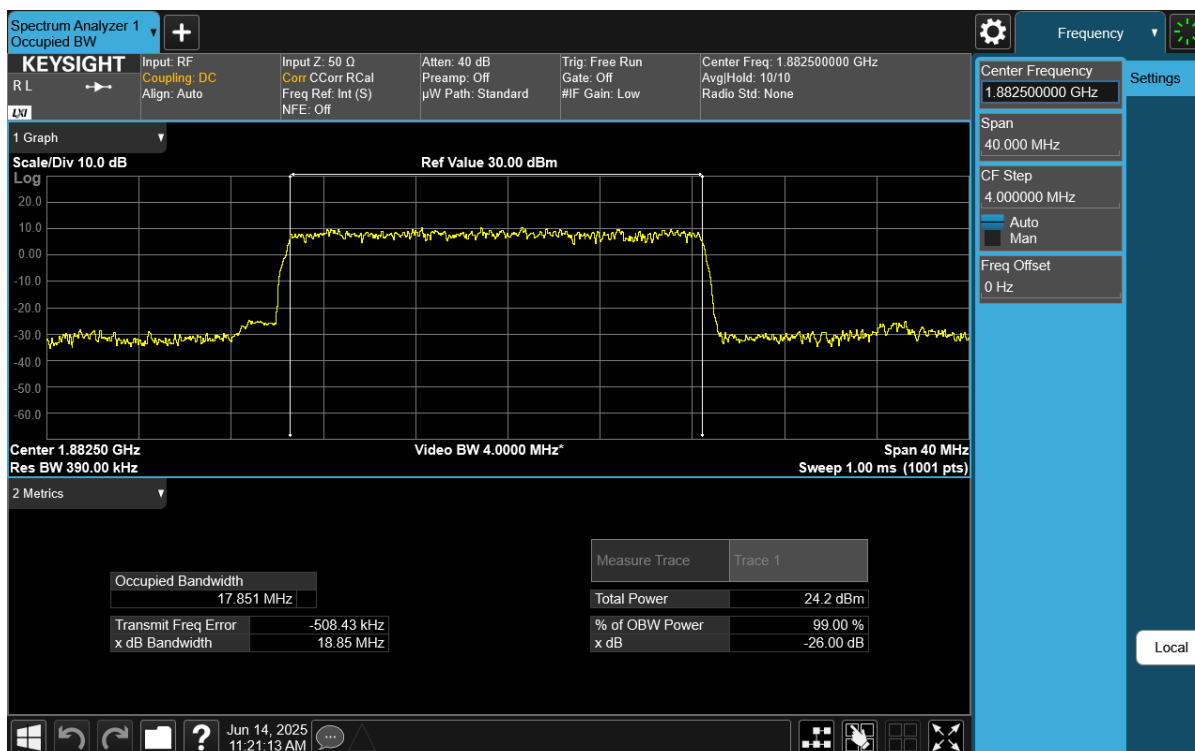 Spectrum Analyzer 1
Occupied BW
Frequency
KEYSIGHT
R L
LXI
Input: RF
Coupling: DC
Align: Auto
Input Z: 50 Ω
Corr CCorr RCal
Freq Ref: Int (S)
NFE: Off
Atten: 40 dB
Preamp: Off
µW Path: Standard
Trig: Free Run
Gate: Off
#IF Gain: Low
Center Freq: 1.882500000 GHz
Avg|Hold: 10/10
Radio Std: None
Center Frequency
1.882500000 GHz
Settings
Span
40.000 MHz
CF Step
4.000000 MHz
Auto
Man
Freq Offset
0 Hz
1 Graph
Scale/Div 10.0 dB
Ref Value 30.00 dBm
Log
20.0
10.0
0.00
-10.0
-20.0
-30.0
-40.0
-50.0
-60.0
Center 1.88250 GHz
Video BW 4.0000 MHz*
Span 40 MHz
Res BW 390.00 kHz
Sweep 1.00 ms (1001 pts)
2 Metrics
Measure Trace
Trace 1
Occupied Bandwidth
17.851 MHz
Total Power
24.2 dBm
Transmit Freq Error
-508.43 kHz
% of OBW Power
99.00 %
x dB Bandwidth
18.85 MHz
x dB
-26.00 dB
Local
Jun 14, 2025
11:21:13 AM